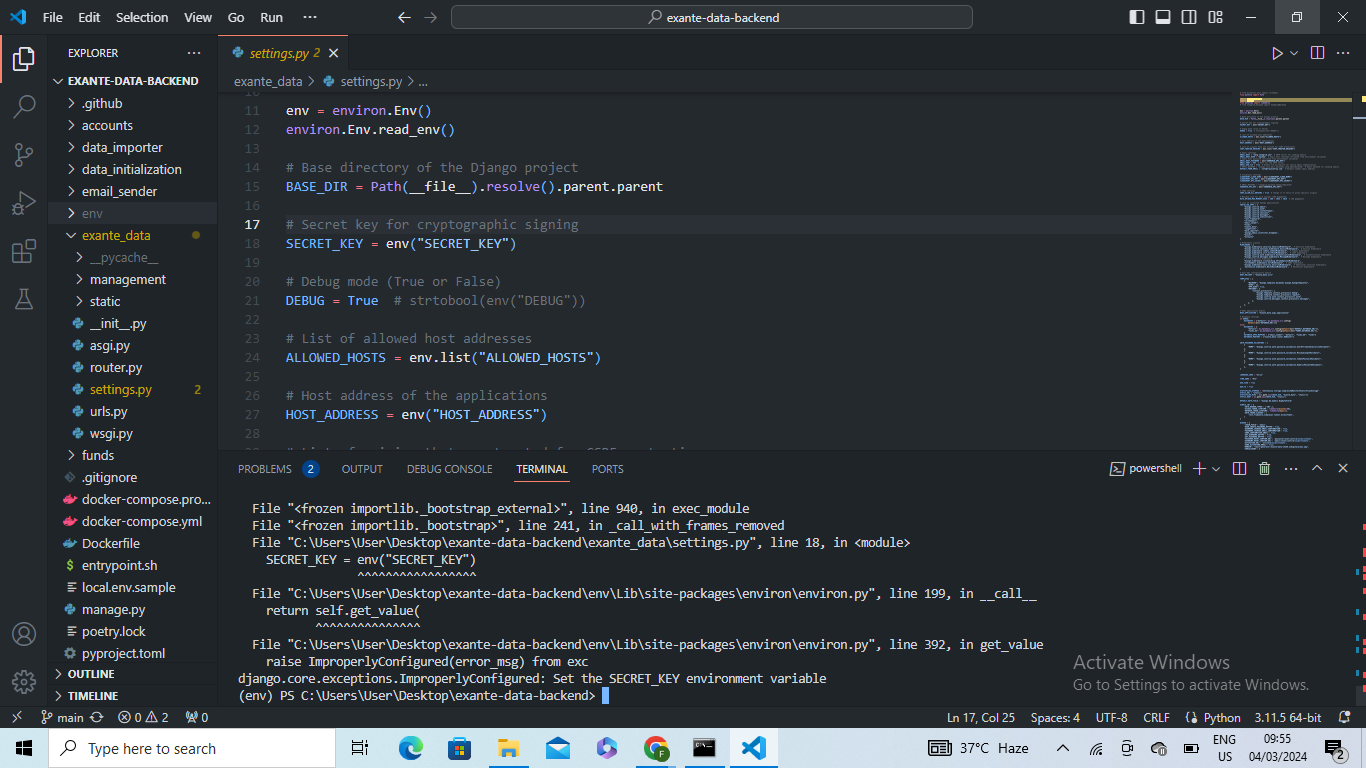 File Edit Selection View Go Run ··· exante-data-backend
EXPLORER ···
EXANTE-DATA-BACKEND
.github
accounts
data_importer
data_initialization
email_sender
env
exante_data
__pycache__
management
static
__init__.py
asgi.py
router.py
settings.py 2
urls.py
wsgi.py
funds
.gitignore
docker-compose.pro...
docker-compose.yml
Dockerfile
entrypoint.sh
local.env.sample
manage.py
poetry.lock
pyproject.toml
OUTLINE
TIMELINE
settings.py 2
exante_data > settings.py > ...
11 env = environ.Env()
12 environ.Env.read_env()
13
14 # Base directory of the Django project
15 BASE_DIR = Path(__file__).resolve().parent.parent
16
17 # Secret key for cryptographic signing
18 SECRET_KEY = env("SECRET_KEY")
19
20 # Debug mode (True or False)
21 DEBUG = True # strtobool(env("DEBUG"))
22
23 # List of allowed host addresses
24 ALLOWED_HOSTS = env.list("ALLOWED_HOSTS")
25
26 # Host address of the applications
27 HOST_ADDRESS = env("HOST_ADDRESS")
28
PROBLEMS 2 OUTPUT DEBUG CONSOLE TERMINAL PORTS powershell
File "<frozen importlib._bootstrap_external>", line 940, in exec_module
File "<frozen importlib._bootstrap>", line 241, in _call_with_frames_removed
File "C:\Users\User\Desktop\exante-data-backend\exante_data\settings.py", line 18, in <module>
SECRET_KEY = env("SECRET_KEY")
^^^^^^^^^^^^^^^^^
File "C:\Users\User\Desktop\exante-data-backend\env\Lib\site-packages\environ\environ.py", line 199, in __call__
return self.get_value(
^^^^^^^^^^^^^^^
File "C:\Users\User\Desktop\exante-data-backend\env\Lib\site-packages\environ\environ.py", line 392, in get_value
raise ImproperlyConfigured(error_msg) from exc
django.core.exceptions.ImproperlyConfigured: Set the SECRET_KEY environment variable
(env) PS C:\Users\User\Desktop\exante-data-backend>
Activate Windows
Go to Settings to activate Windows.
main 0 2 0 Ln 17, Col 25 Spaces: 4 UTF-8 CRLF Python 3.11.5 64-bit
Type here to search 37°C Haze ENG US 09:55 04/03/2024 2